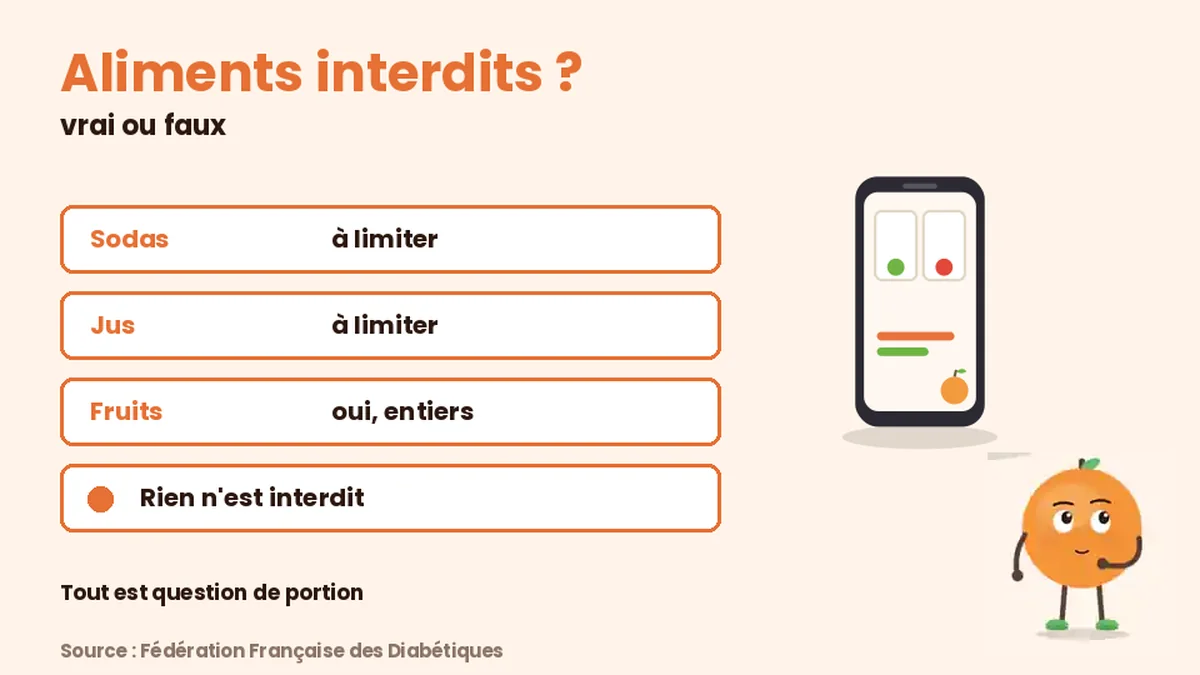 Aliments interdits ?
vrai ou faux
Sodas à limiter
Jus à limiter
Fruits oui, entiers
Rien n'est interdit
Tout est question de portion
Source : Fédération Française des Diabétiques